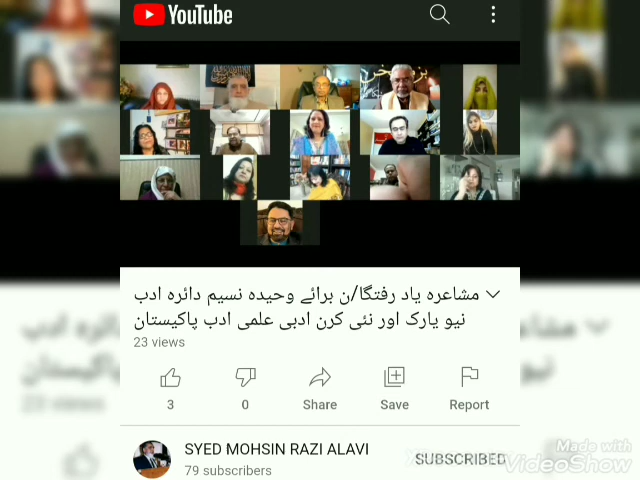 YouTube
مشاعرہ یاد رفتگا/ن برائے وحیدہ نسیم دائرہ ادب
نیو یارک اور نئی کرن ادبی علمی ادب پاکیستان
23 views
3
0
Share
Save
Report
SYED MOHSIN RAZI ALAVI
79 subscribers
SUBSCRIBED
Made with
VideoShow